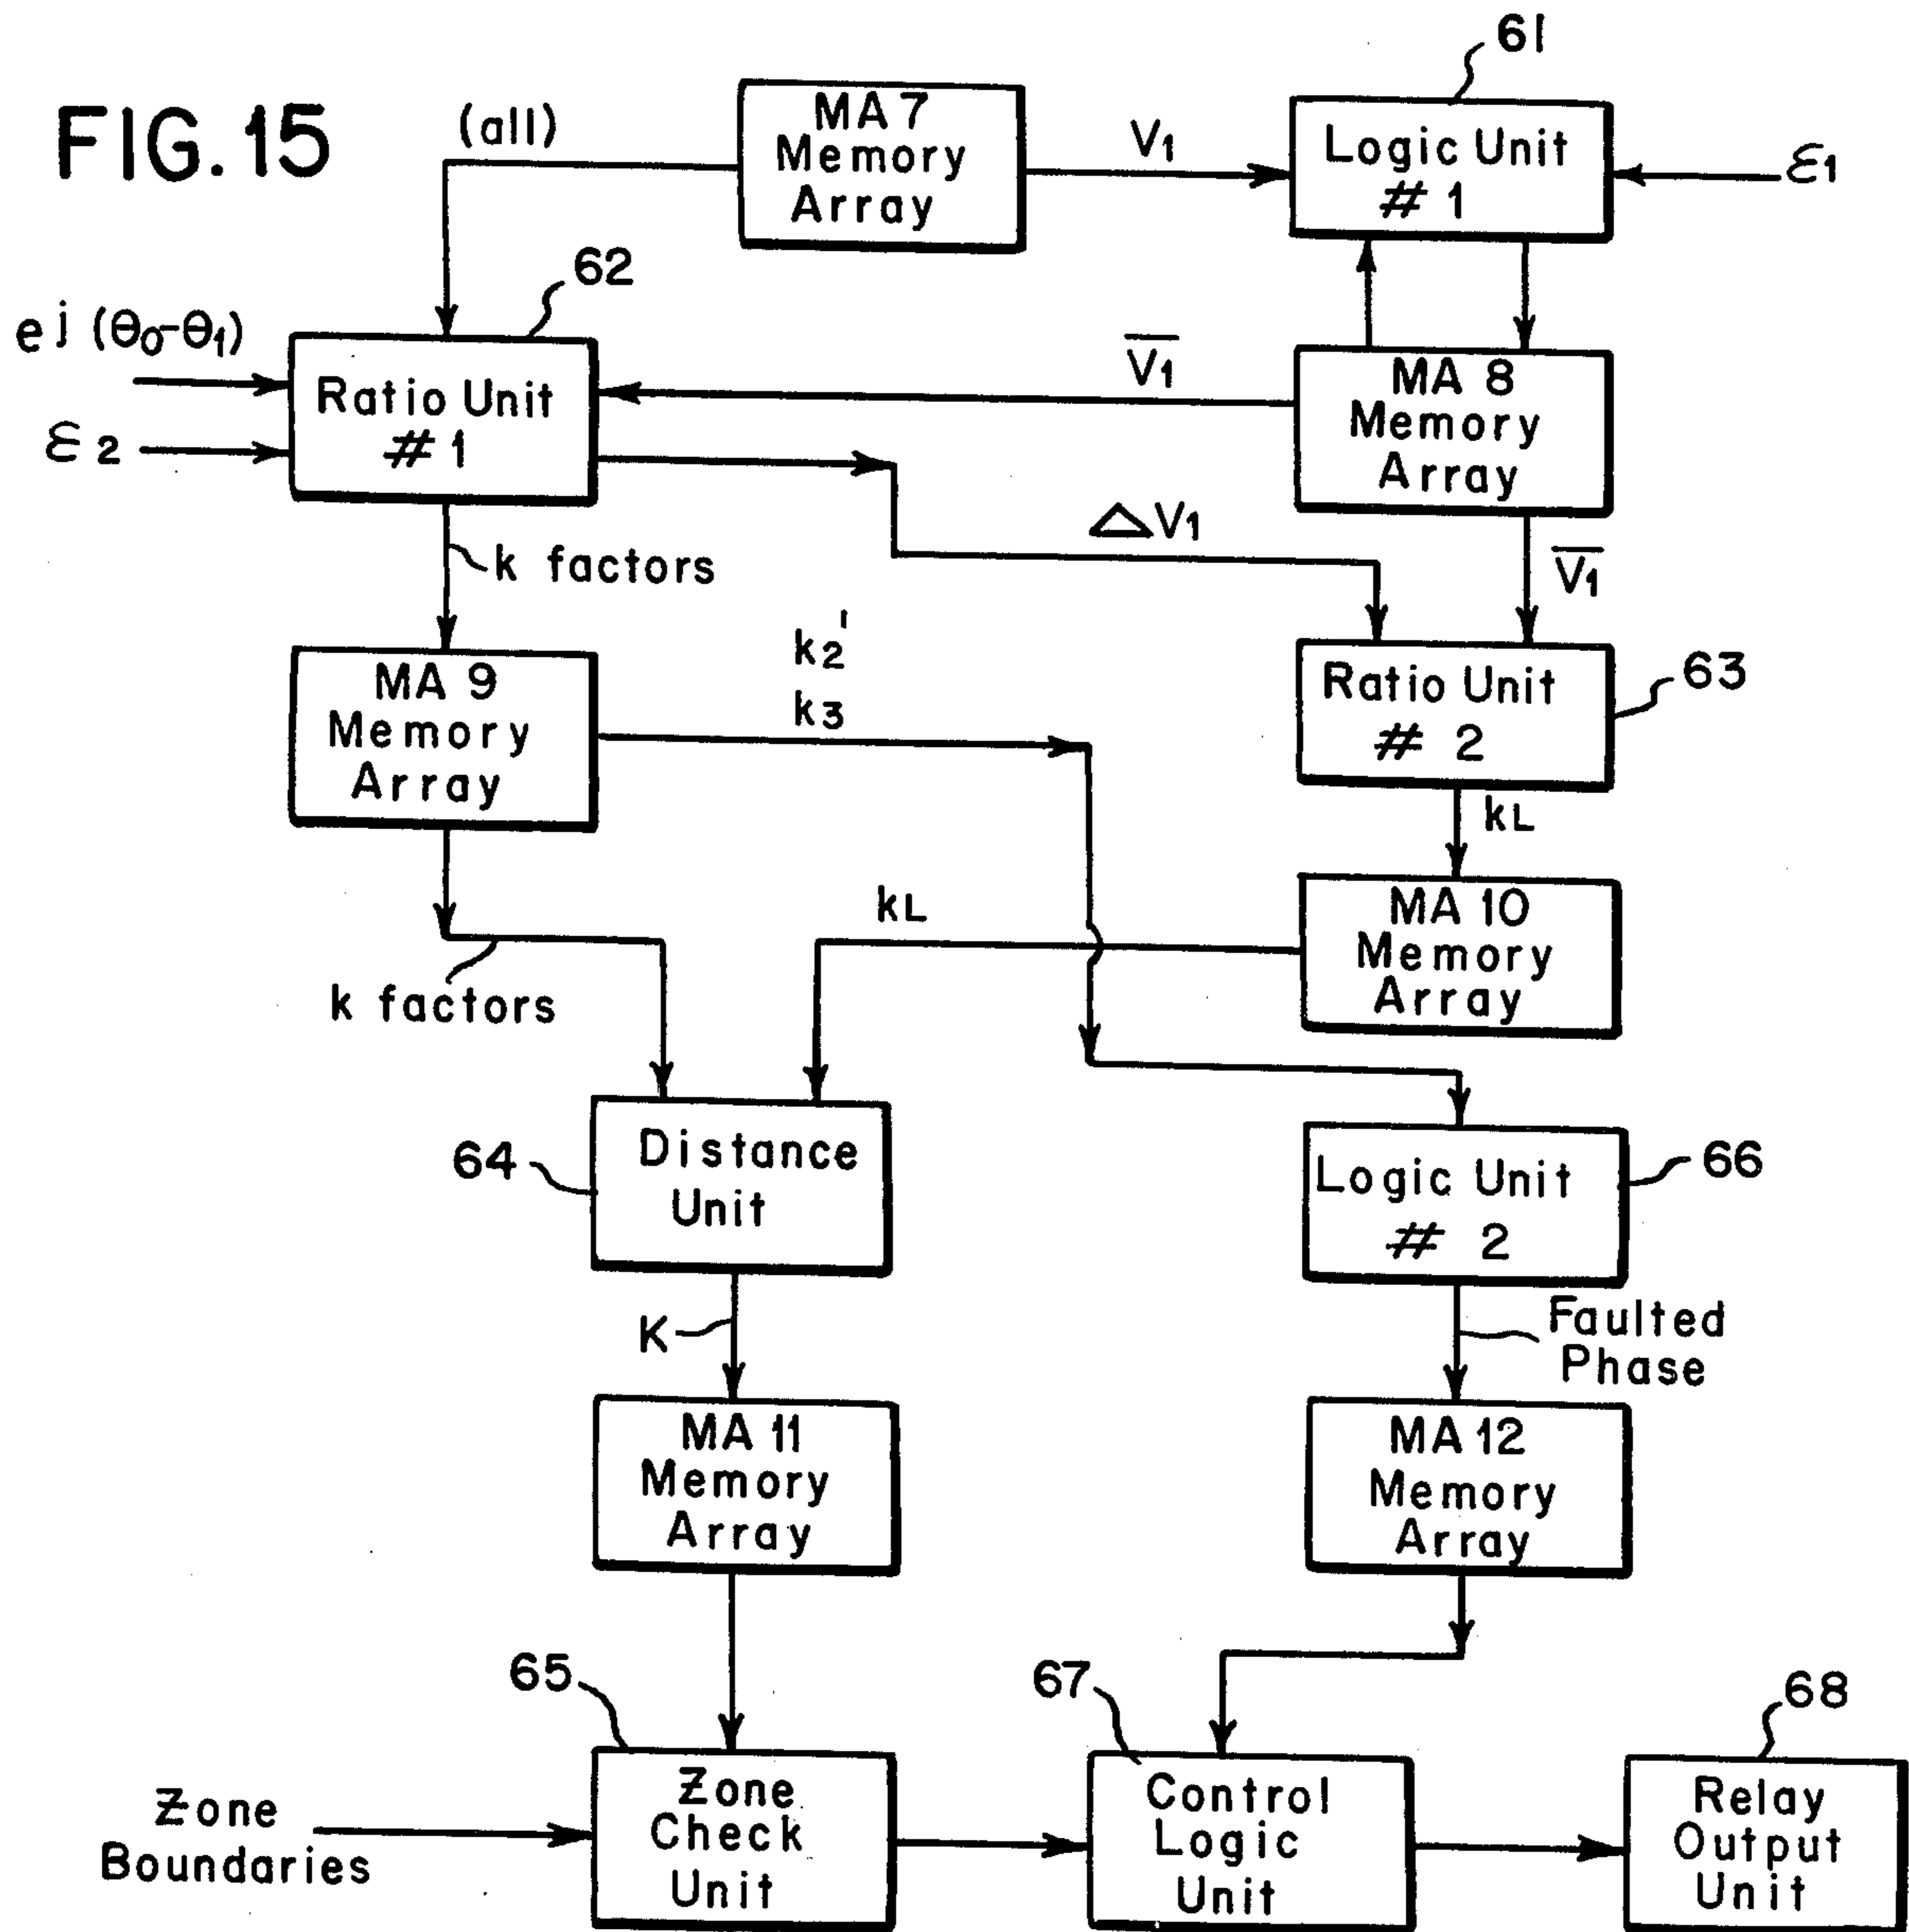 FIG. 15
61
(all)
MA 7
Memory
Array
V1
Logic Unit
# 1
ε1
62
ej (θ0-θ1)
ε 2
Ratio Unit
# 1
V̅1̅
MA 8
Memory
Array
ΔV1
V̅1̅
k factors
k2'
k3
MA 9
Memory
Array
Ratio Unit
# 2
63
kL
kL
MA 10
Memory
Array
k factors
64
Distance
Unit
Logic Unit
# 2
66
K
Faulted
Phase
MA 11
Memory
Array
MA 12
Memory
Array
65
67
68
Zone
Boundaries
Zone
Check
Unit
Control
Logic
Unit
Relay
Output
Unit